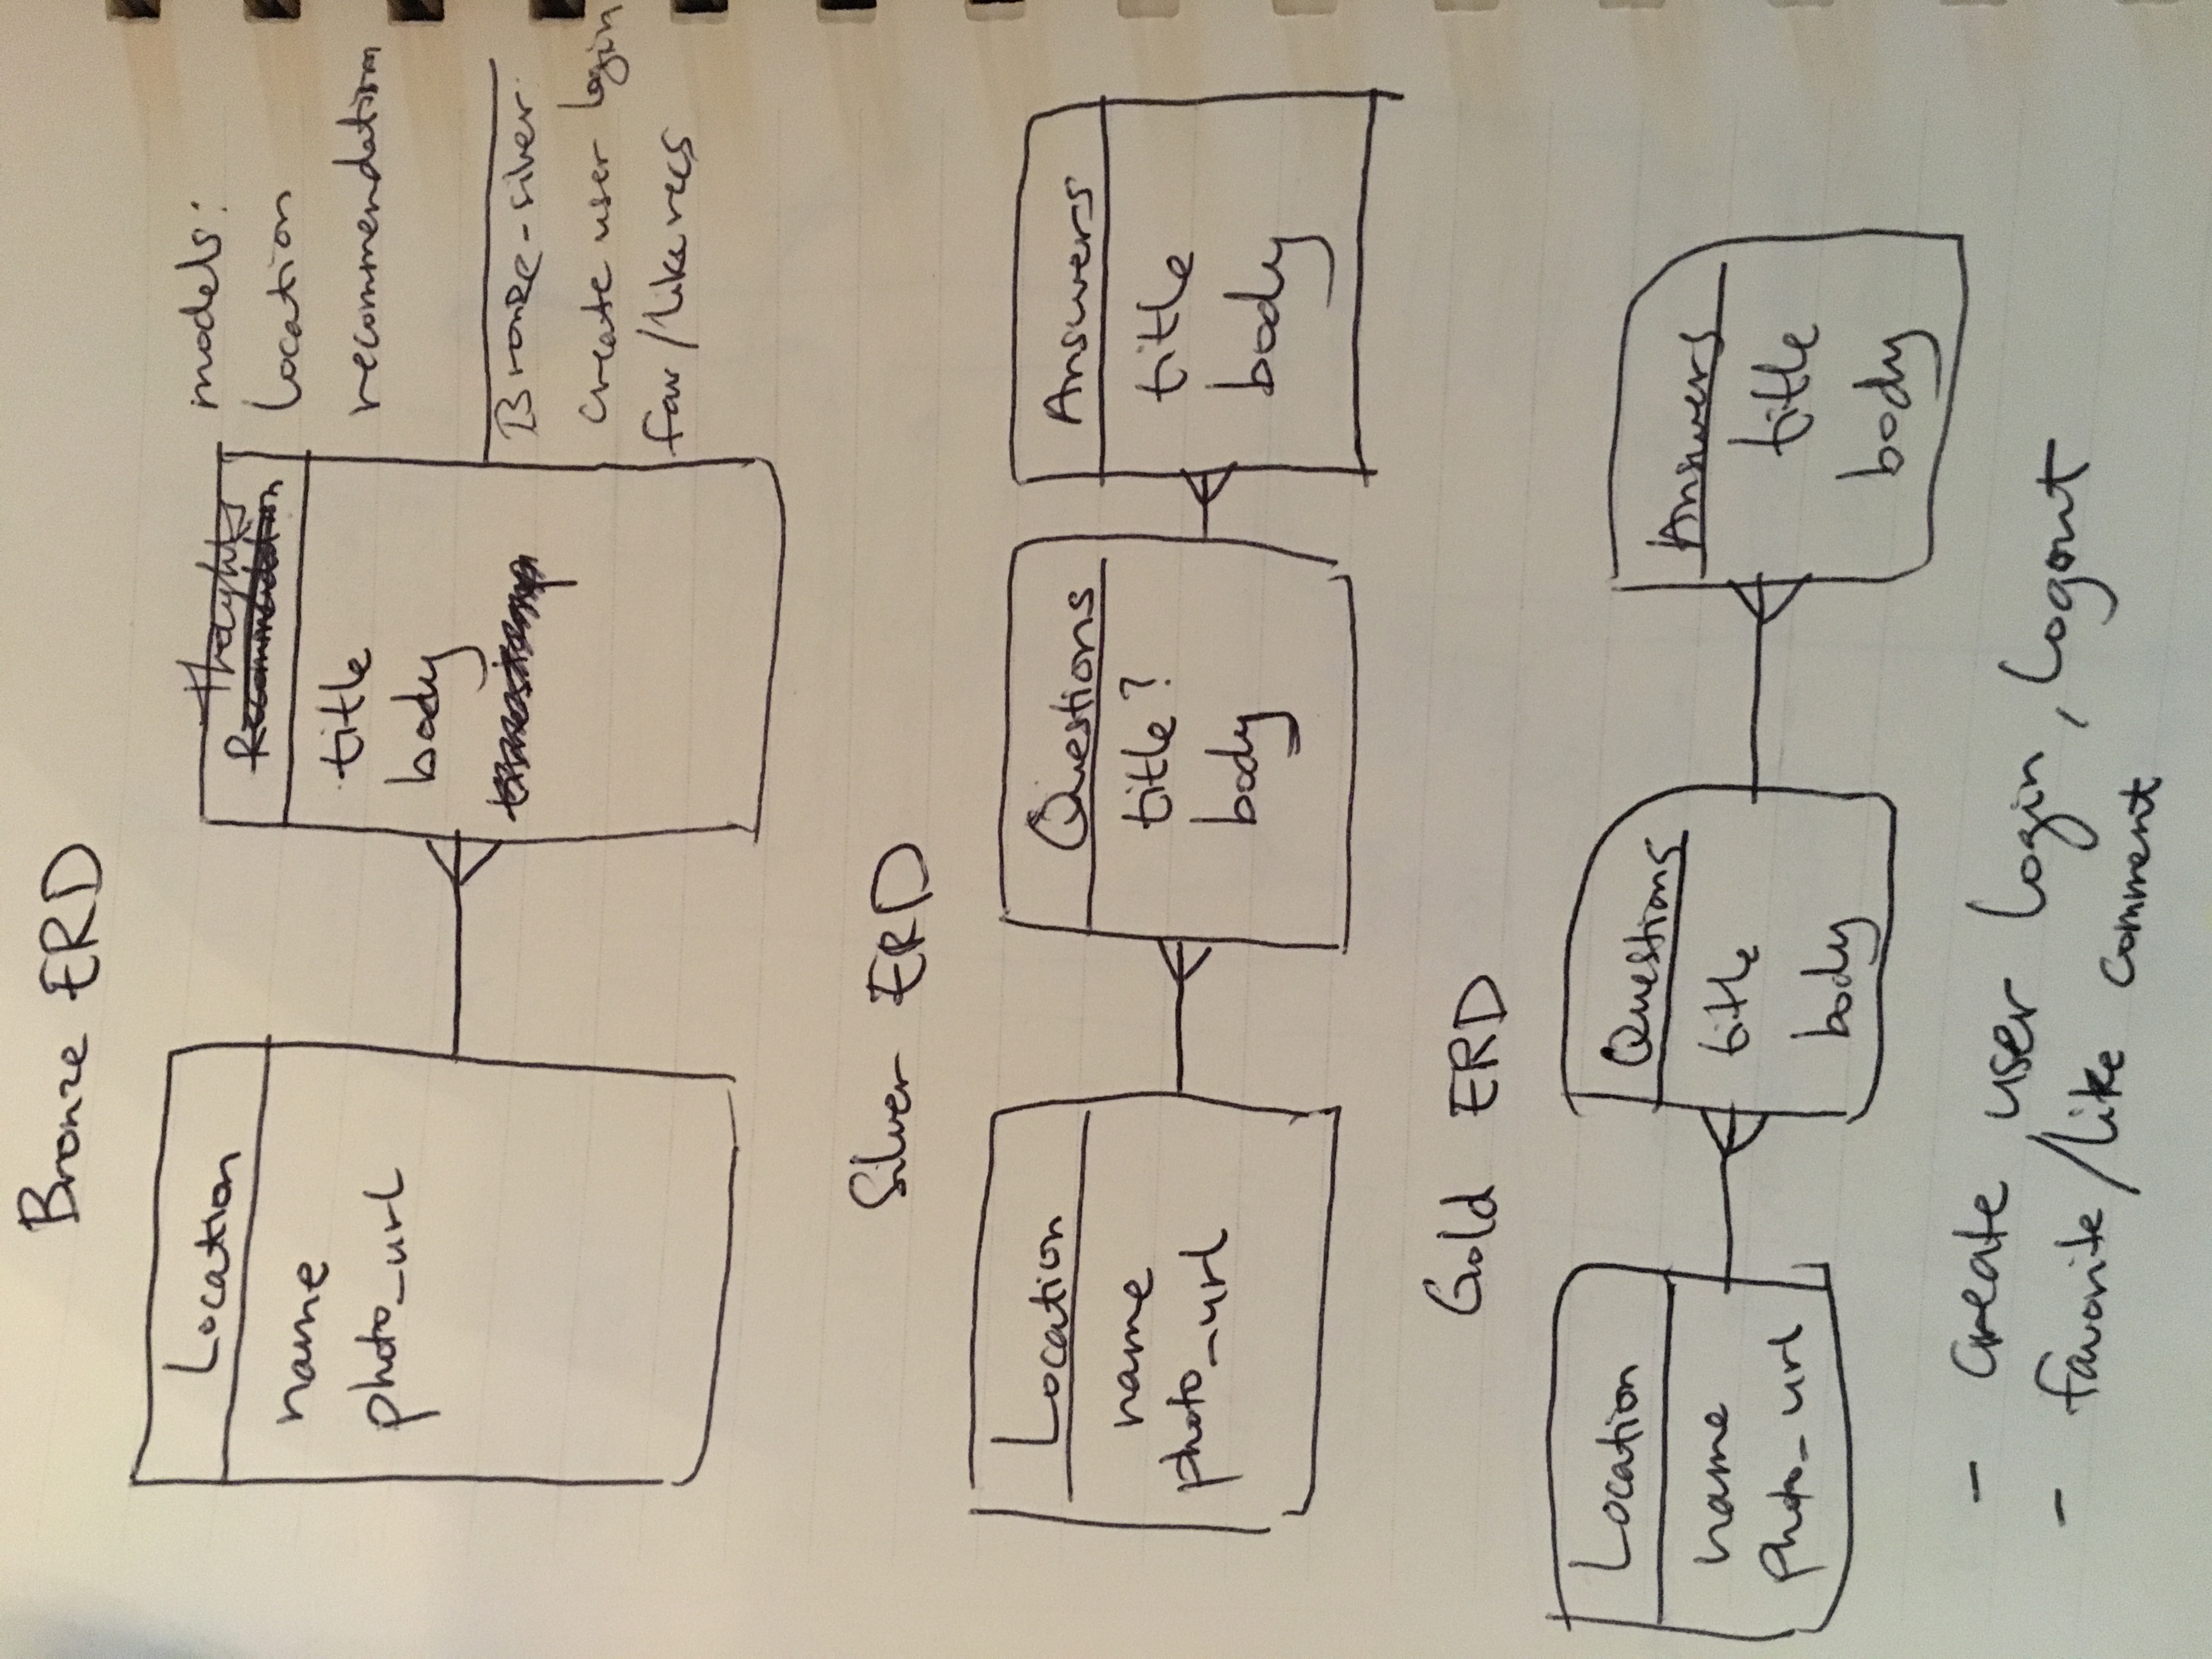 Bronze ERD
Location
name
photo_url
Thoughts
Recommendation
title
body
timestamp
models:
location
recommendation
Bronze-silver
create user login
fav/like recs
Silver ERD
Location
name
photo_url
Questions
title?
body
Answers
title
body
Gold ERD
Location
name
photo_url
Questions
title
body
Answers
title
body
- create user login, logout
- favorite/like comment